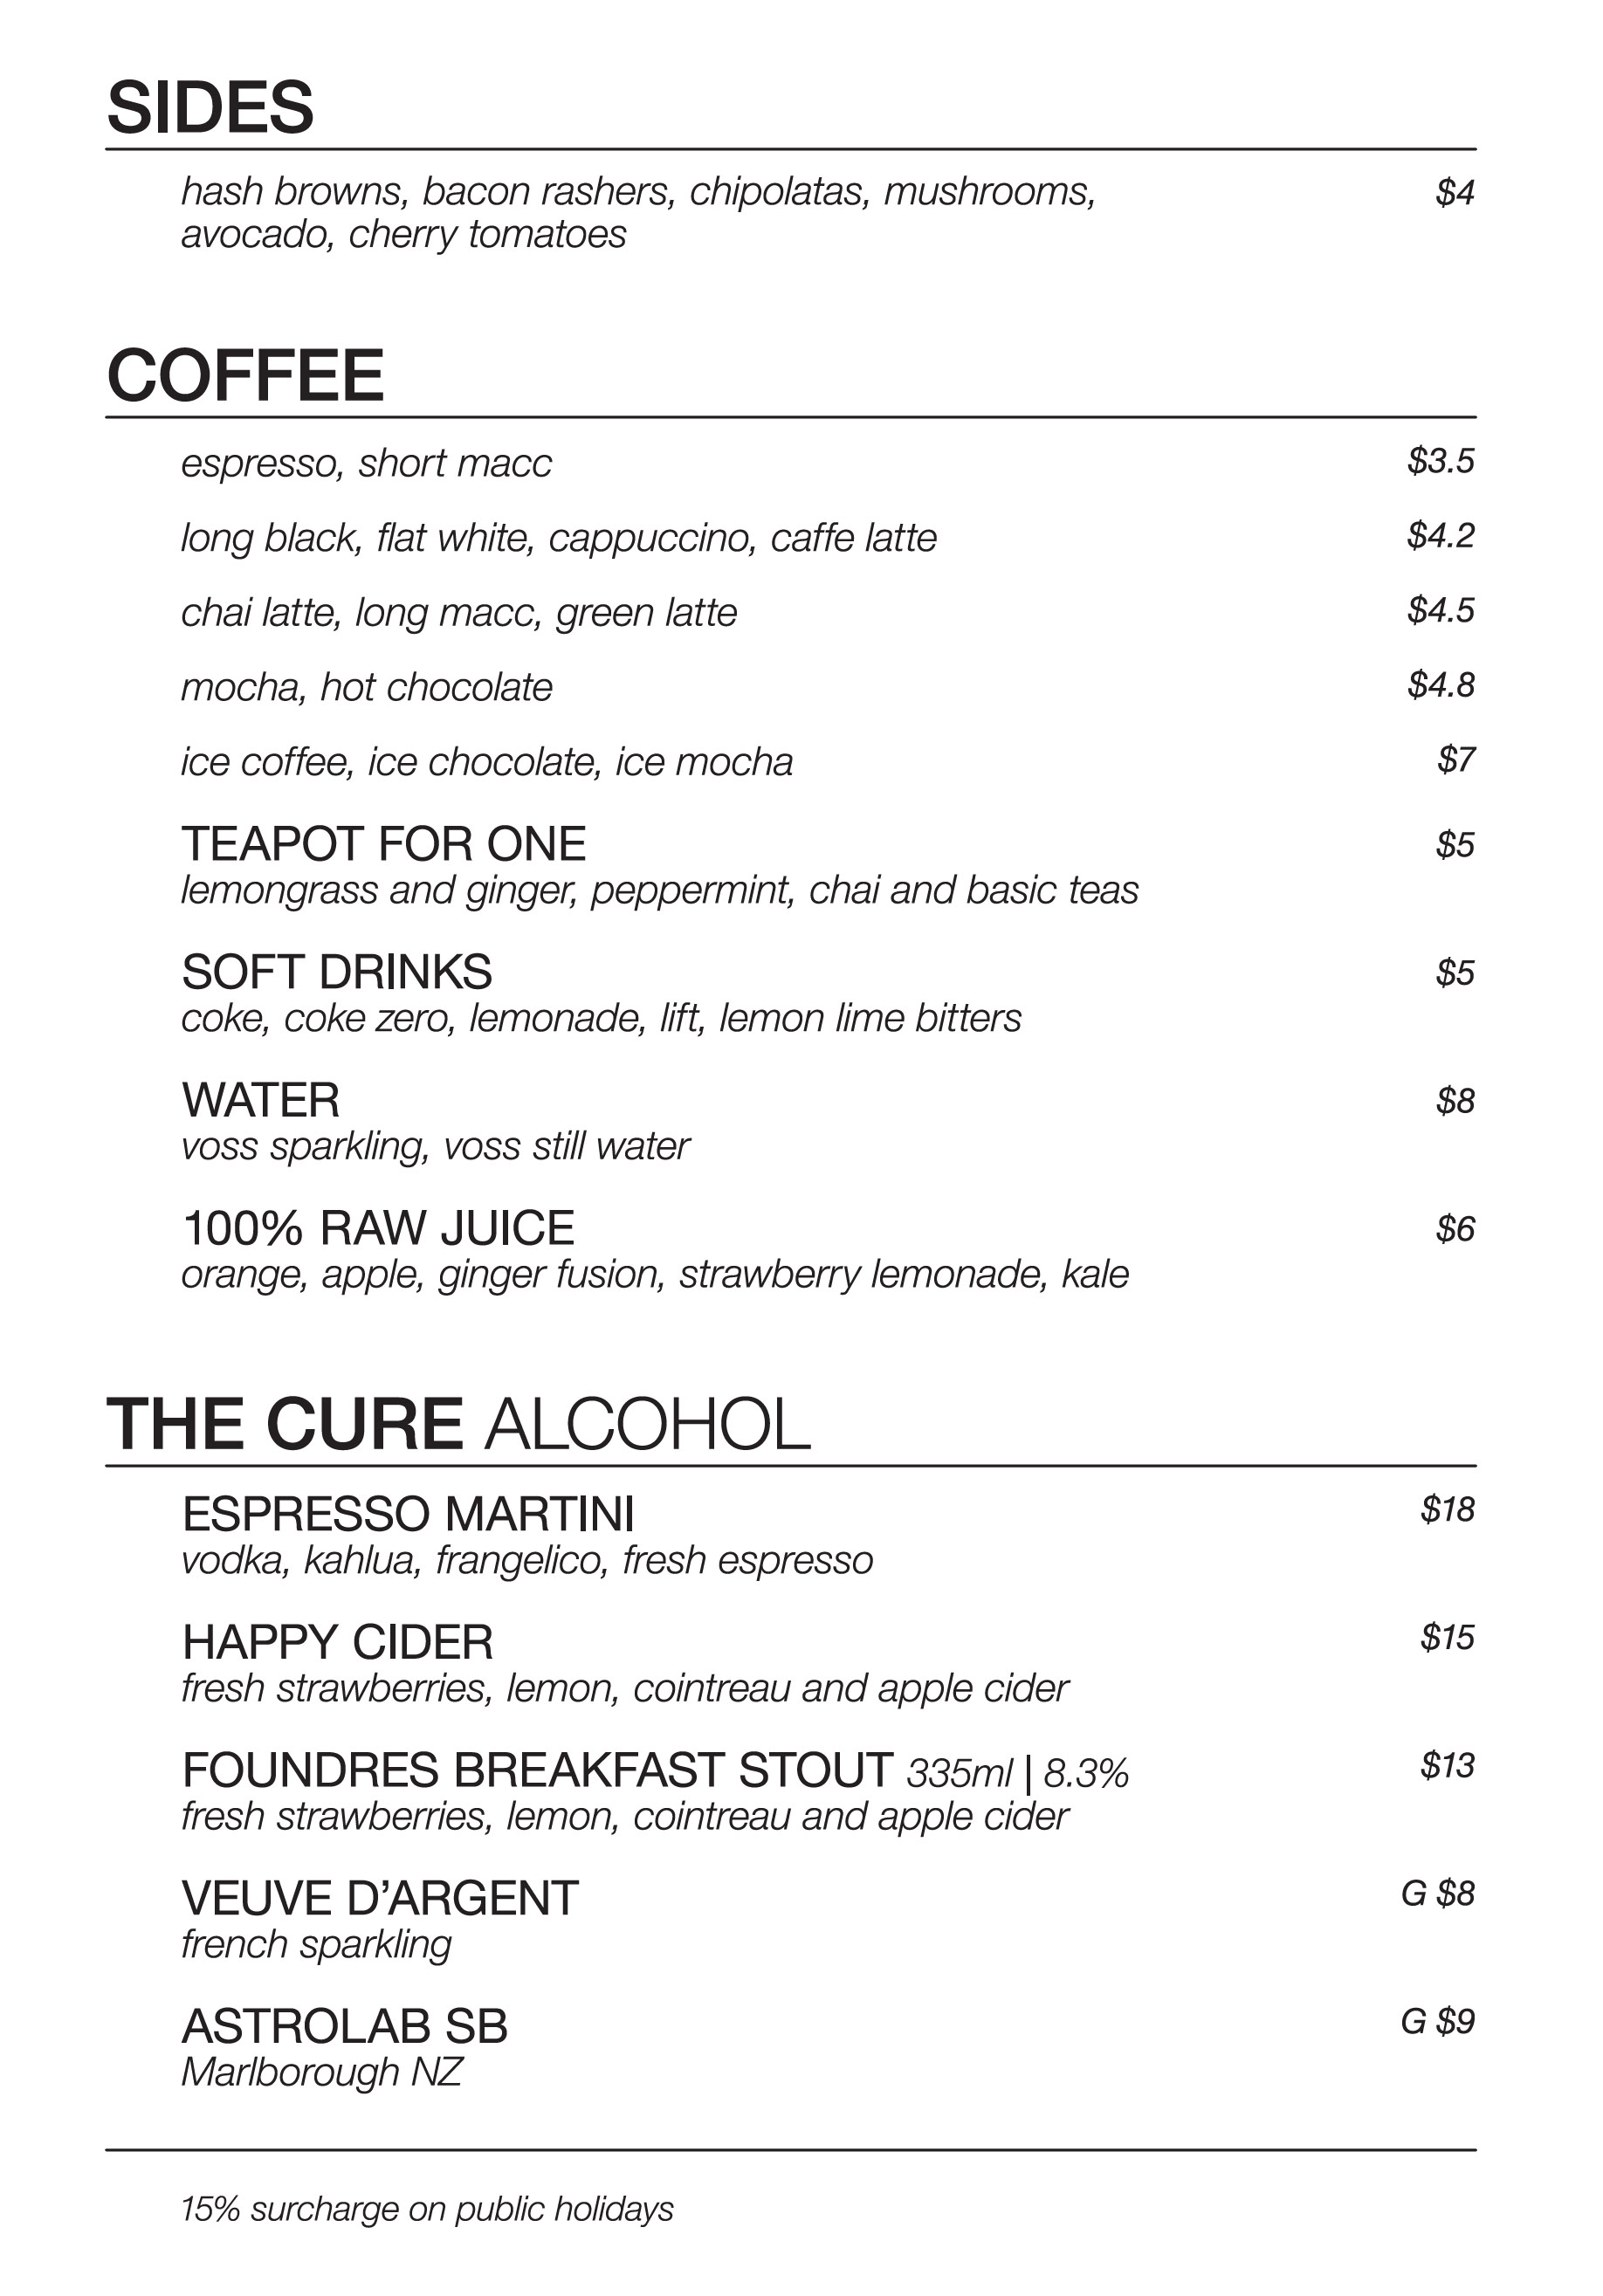 SIDES
hash browns, bacon rashers, chipolatas, mushrooms, $4
avocado, cherry tomatoes
COFFEE
espresso, short macc $3.5
long black, flat white, cappuccino, caffe latte $4.2
chai latte, long macc, green latte $4.5
mocha, hot chocolate $4.8
ice coffee, ice chocolate, ice mocha $7
TEAPOT FOR ONE $5
lemongrass and ginger, peppermint, chai and basic teas
SOFT DRINKS $5
coke, coke zero, lemonade, lift, lemon lime bitters
WATER $8
voss sparkling, voss still water
100% RAW JUICE $6
orange, apple, ginger fusion, strawberry lemonade, kale
THE CURE ALCOHOL
ESPRESSO MARTINI $18
vodka, kahlua, frangelico, fresh espresso
HAPPY CIDER $15
fresh strawberries, lemon, cointreau and apple cider
FOUNDRES BREAKFAST STOUT 335ml | 8.3% $13
fresh strawberries, lemon, cointreau and apple cider
VEUVE D’ARGENT G $8
french sparkling
ASTROLAB SB G $9
Marlborough NZ
15% surcharge on public holidays